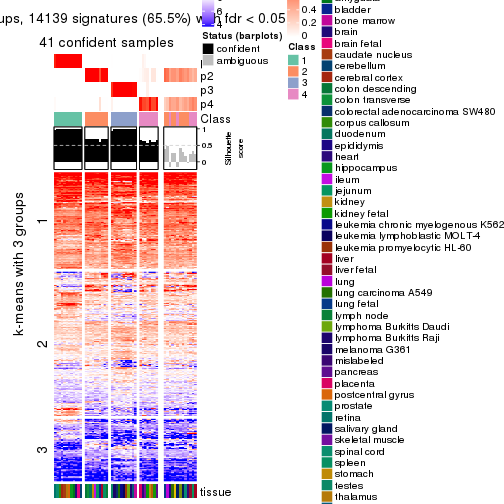 ups, 14139 signatures (65.5%) with fdr < 0.05
41 confident samples
p2
p3
p4
Class
1
0.5
0
Silhouette
score
k-means with 3 groups
1
2
3
tissue
4
Status (barplots)
confident
ambiguous
0.4
0.2
0
Class
1
2
3
4
bladder
bone marrow
brain
brain fetal
caudate nucleus
cerebellum
cerebral cortex
colon descending
colon transverse
colorectal adenocarcinoma SW480
corpus callosum
duodenum
epididymis
heart
hippocampus
ileum
jejunum
kidney
kidney fetal
leukemia chronic myelogenous K562
leukemia lymphoblastic MOLT-4
leukemia promyelocytic HL-60
liver
liver fetal
lung
lung carcinoma A549
lung fetal
lymph node
lymphoma Burkitts Daudi
lymphoma Burkitts Raji
melanoma G361
mislabeled
pancreas
placenta
postcentral gyrus
prostate
retina
salivary gland
skeletal muscle
spinal cord
spleen
stomach
testes
thalamus